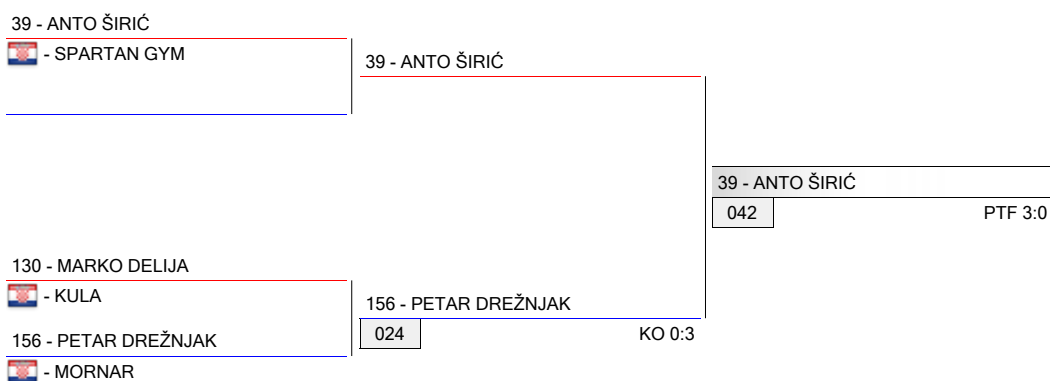 39 - ANTO ŠIRIĆ
- SPARTAN GYM
39 - ANTO ŠIRIĆ
39 - ANTO ŠIRIĆ
042 PTF 3:0
130 - MARKO DELIJA
- KULA
156 - PETAR DREŽNJAK
024 KO 0:3
156 - PETAR DREŽNJAK
- MORNAR